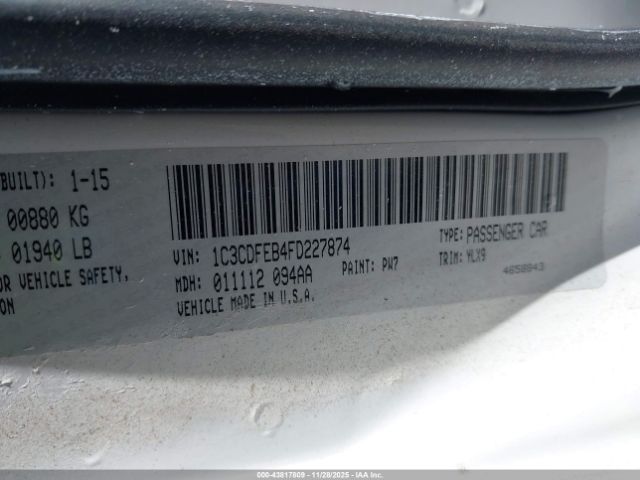 BUILT): 1-15
00880 KG
01940 LB
OR VEHICLE SAFETY,
ON
VIN: 1C3CDFEB4FD227874
TYPE: PASSENGER CAR
MDH: 011112 094AA
PAINT: PW7
TRIM: YLX9
VEHICLE MADE IN U.S.A.
4658843
000-43817809 - 11/28/2025 - IAA Inc.